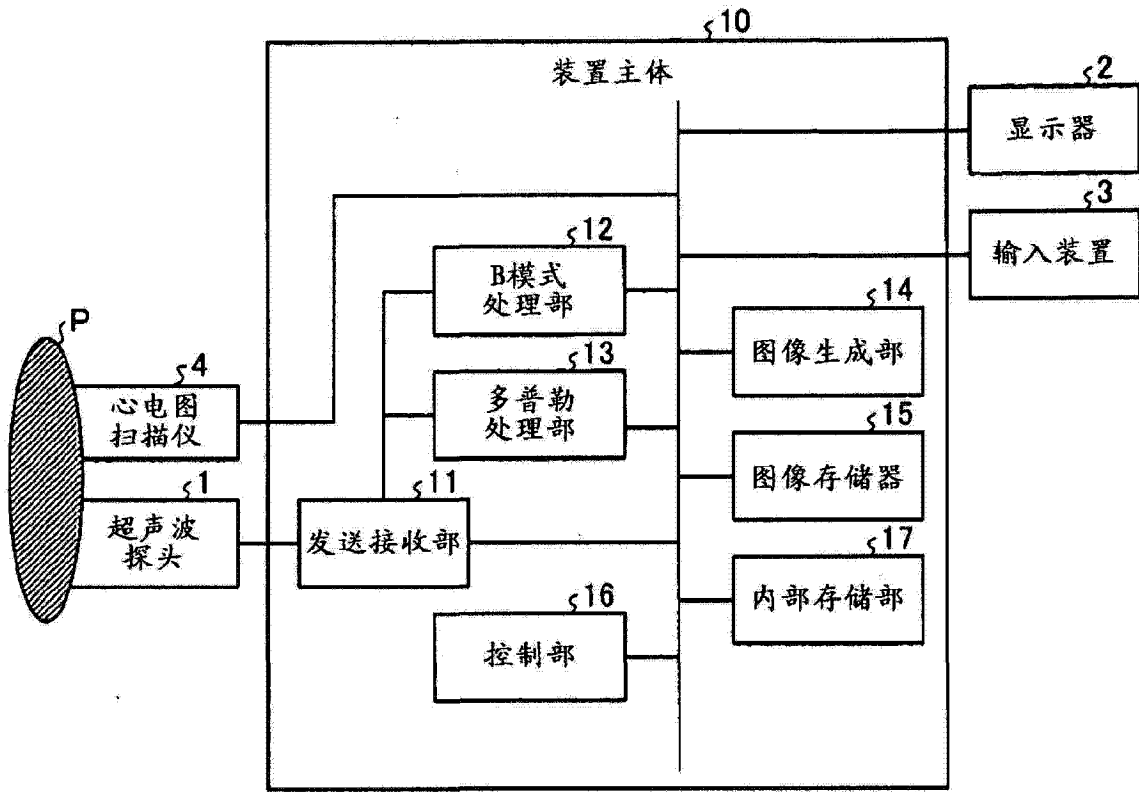 10
装置主体
2
显示器
3
输入装置
12
B模式
处理部
14
图像生成部
P
13
多普勒
处理部
4
心电图
扫描仪
15
图像存储器
1
超声波
探头
11
发送接收部
17
内部存储部
16
控制部